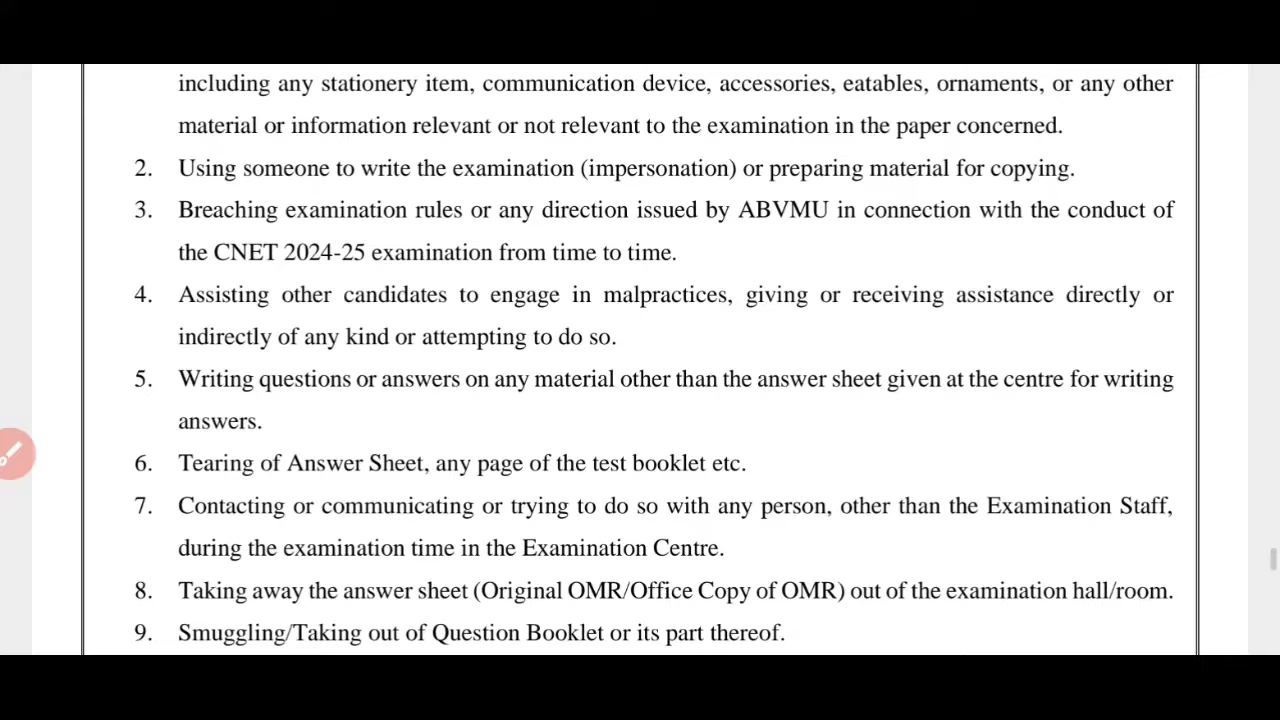 including any stationery item, communication device, accessories, eatables, ornaments, or any other
material or information relevant or not relevant to the examination in the paper concerned.
2. Using someone to write the examination (impersonation) or preparing material for copying.
3. Breaching examination rules or any direction issued by ABVMU in connection with the conduct of
the CNET 2024-25 examination from time to time.
4. Assisting other candidates to engage in malpractices, giving or receiving assistance directly or
indirectly of any kind or attempting to do so.
5. Writing questions or answers on any material other than the answer sheet given at the centre for writing
answers.
6. Tearing of Answer Sheet, any page of the test booklet etc.
7. Contacting or communicating or trying to do so with any person, other than the Examination Staff,
during the examination time in the Examination Centre.
8. Taking away the answer sheet (Original OMR/Office Copy of OMR) out of the examination hall/room.
9. Smuggling/Taking out of Question Booklet or its part thereof.